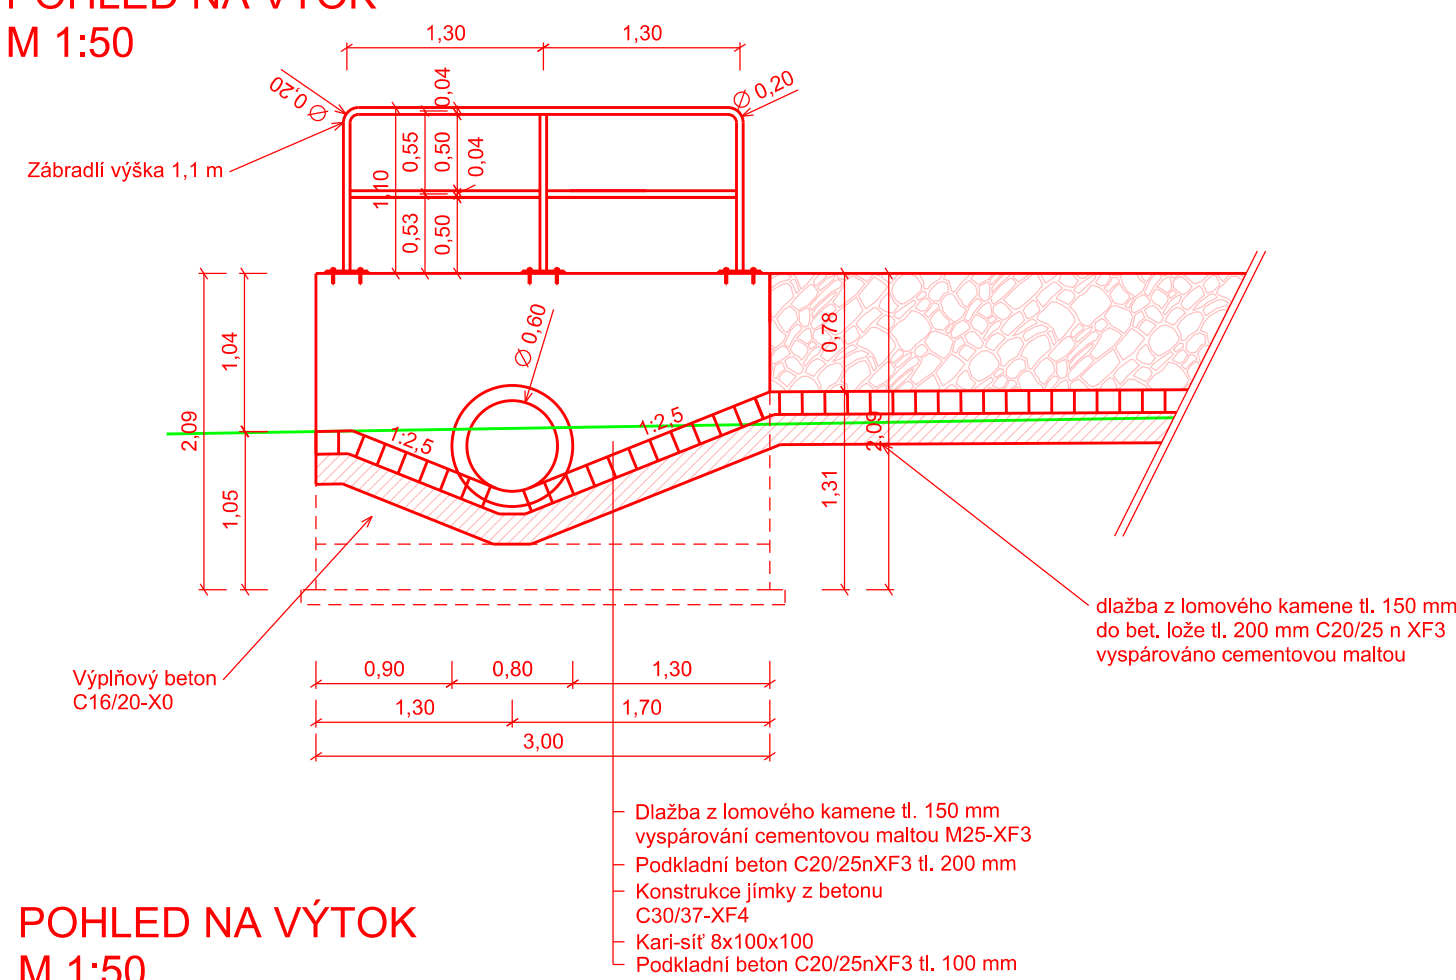 POHLED NA VÝTOK
M 1:50
1,30
1,30
Ø 0,20
0,04
Ø 0,20
Zábradlí výška 1,1 m
1,10
0,55
0,50
0,04
0,53
0,50
Ø 0,60
1,04
2,09
1,05
0,78
2,09
1,31
1:2,5
1:2,5
dlažba z lomového kamene tl. 150 mm
do bet. lože tl. 200 mm C20/25 n XF3
vyspárováno cementovou maltou
Výplňový beton
C16/20-X0
0,90
0,80
1,30
1,30
1,70
3,00
Dlažba z lomového kamene tl. 150 mm
vyspárování cementovou maltou M25-XF3
Podkladní beton C20/25nXF3 tl. 200 mm
Konstrukce jímky z betonu
C30/37-XF4
Kari-síť 8x100x100
Podkladní beton C20/25nXF3 tl. 100 mm
POHLED NA VÝTOK
M 1:50